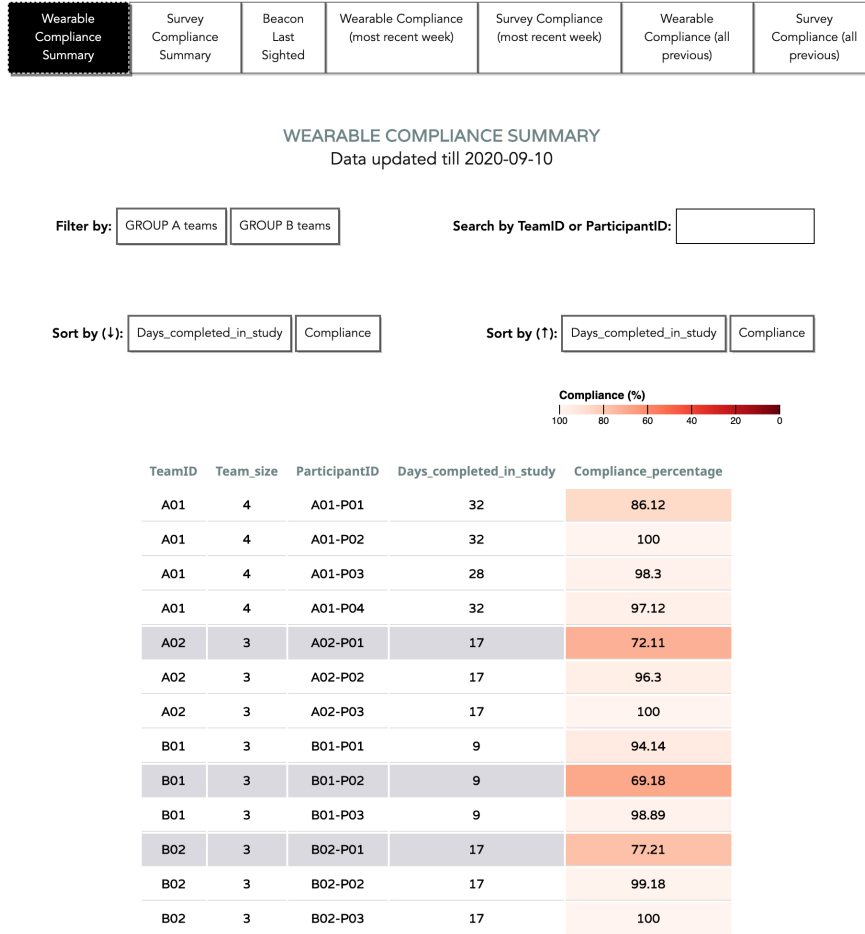 Wearable Compliance Summary
Survey Compliance Summary
Beacon Last Sighted
Wearable Compliance (most recent week)
Survey Compliance (most recent week)
Wearable Compliance (all previous)
Survey Compliance (all previous)
WEARABLE COMPLIANCE SUMMARY
Data updated till 2020-09-10
Filter by: GROUP A teams GROUP B teams Search by TeamID or ParticipantID:
Sort by (↓): Days_completed_in_study Compliance Sort by (↑): Days_completed_in_study Compliance
Compliance (%)
100 80 60 40 20 0
TeamID Team_size ParticipantID Days_completed_in_study Compliance_percentage
A01 4 A01-P01 32 86.12
A01 4 A01-P02 32 100
A01 4 A01-P03 28 98.3
A01 4 A01-P04 32 97.12
A02 3 A02-P01 17 72.11
A02 3 A02-P02 17 96.3
A02 3 A02-P03 17 100
B01 3 B01-P01 9 94.14
B01 3 B01-P02 9 69.18
B01 3 B01-P03 9 98.89
B02 3 B02-P01 17 77.21
B02 3 B02-P02 17 99.18
B02 3 B02-P03 17 100